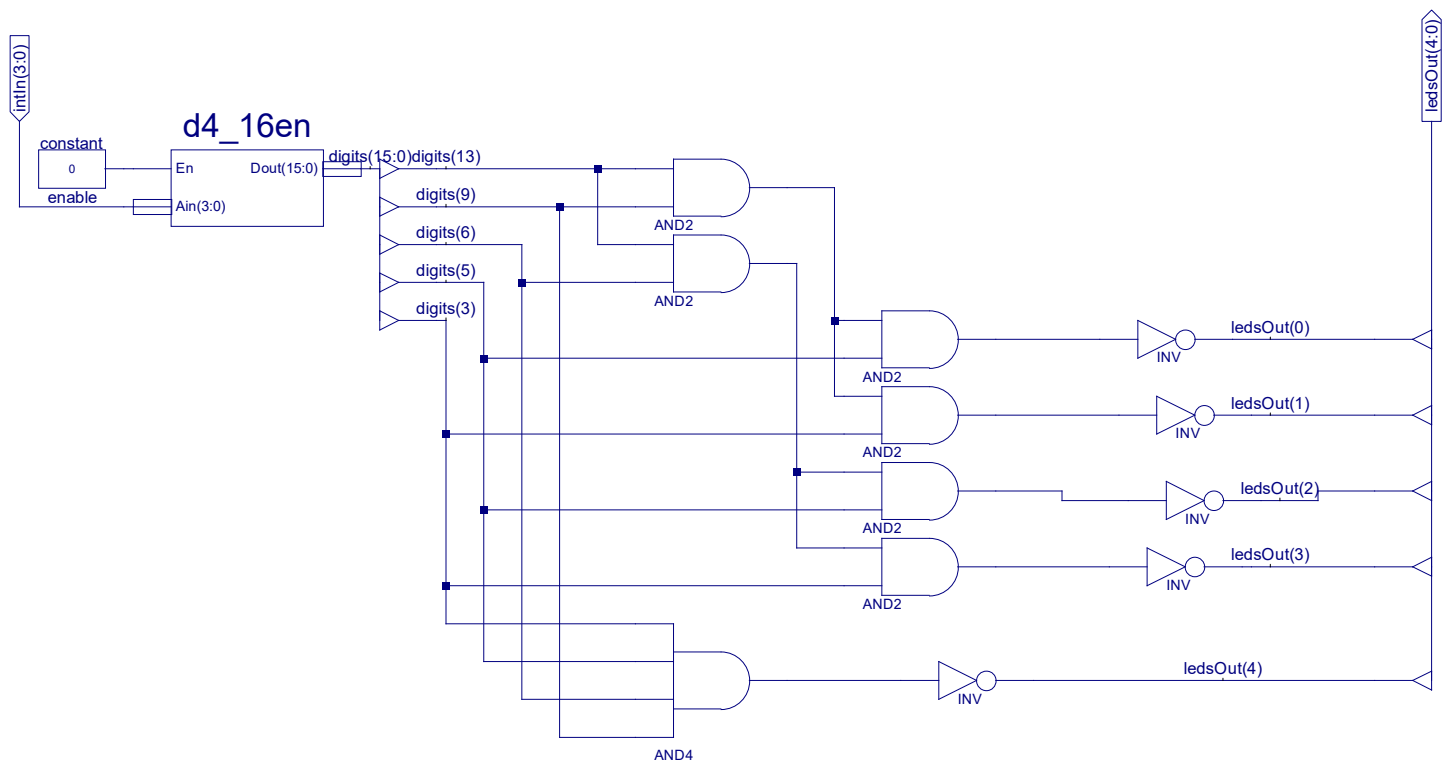 intIn(3:0)
ledsOut(4:0)
d4_16en
constant
0
enable
En
Dout(15:0)
Ain(3:0)
digits(15:0)
digits(13)
digits(9)
digits(6)
digits(5)
digits(3)
AND2
AND2
AND2
AND2
AND2
AND2
AND4
INV
ledsOut(0)
INV
ledsOut(1)
INV
ledsOut(2)
INV
ledsOut(3)
INV
ledsOut(4)